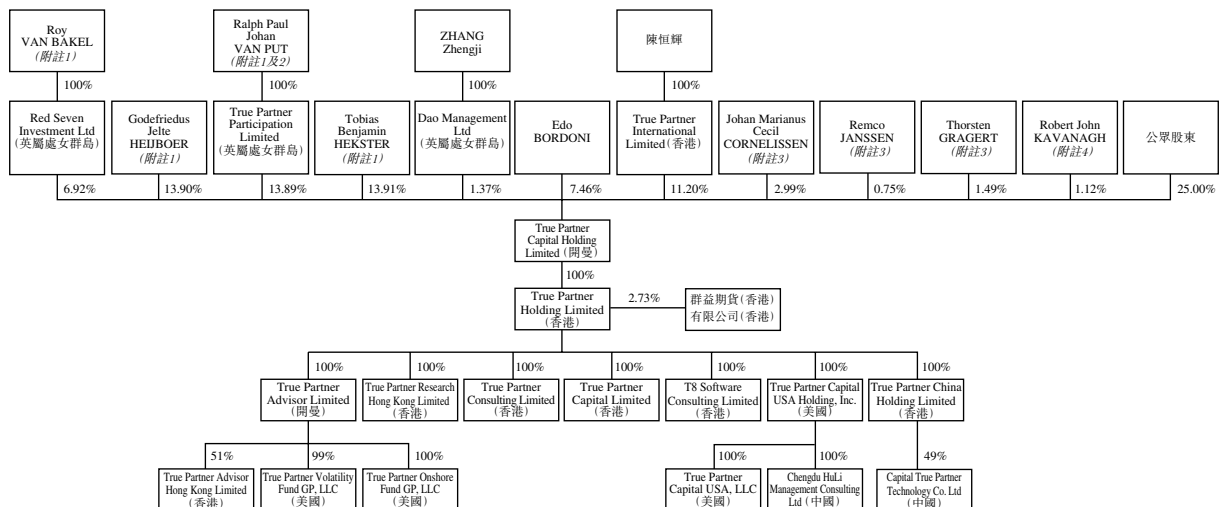 Roy
VAN BAKEL
(附註1)
Ralph Paul
Johan
VAN PUT
(附註1及2)
ZHANG
Zhengji
陳恒輝
100%
100%
100%
100%
Red Seven
Investment Ltd
(英屬處女群島)
Godefriedus
Jelte
HEIJBOER
(附註1)
True Partner
Participation
Limited
(英屬處女群島)
Tobias
Benjamin
HEKSTER
(附註1)
Dao Management
Ltd
(英屬處女群島)
Edo
BORDONI
True Partner
International
Limited(香港)
Johan Marianus
Cecil
CORNELISSEN
(附註3)
Remco
JANSSEN
(附註3)
Thorsten
GRAGERT
(附註3)
Robert John
KAVANAGH
(附註4)
公眾股東
6.92%
13.90%
13.89%
13.91%
1.37%
7.46%
11.20%
2.99%
0.75%
1.49%
1.12%
25.00%
True Partner
Capital Holding
Limited (開曼)
100%
True Partner
Holding Limited
(香港)
2.73%
群益期貨(香港)
有限公司(香港)
100%
100%
100%
100%
100%
100%
100%
True Partner
Advisor Limited
(開曼)
True Partner Research
Hong Kong Limited
(香港)
True Partner
Consulting Limited
(香港)
True Partner
Capital Limited
(香港)
T8 Software
Consulting Limited
(香港)
True Partner Capital
USA Holding, Inc.
(美國)
True Partner China
Holding Limited
(香港)
51%
99%
100%
100%
100%
49%
True Partner Advisor
Hong Kong Limited
(香港)
True Partner Volatility
Fund GP, LLC
(美國)
True Partner Onshore
Fund GP, LLC
(美國)
True Partner
Capital USA, LLC
(美國)
Chengdu HuLi
Management Consulting
Ltd (中國)
Capital True Partner
Technology Co. Ltd
(中國)